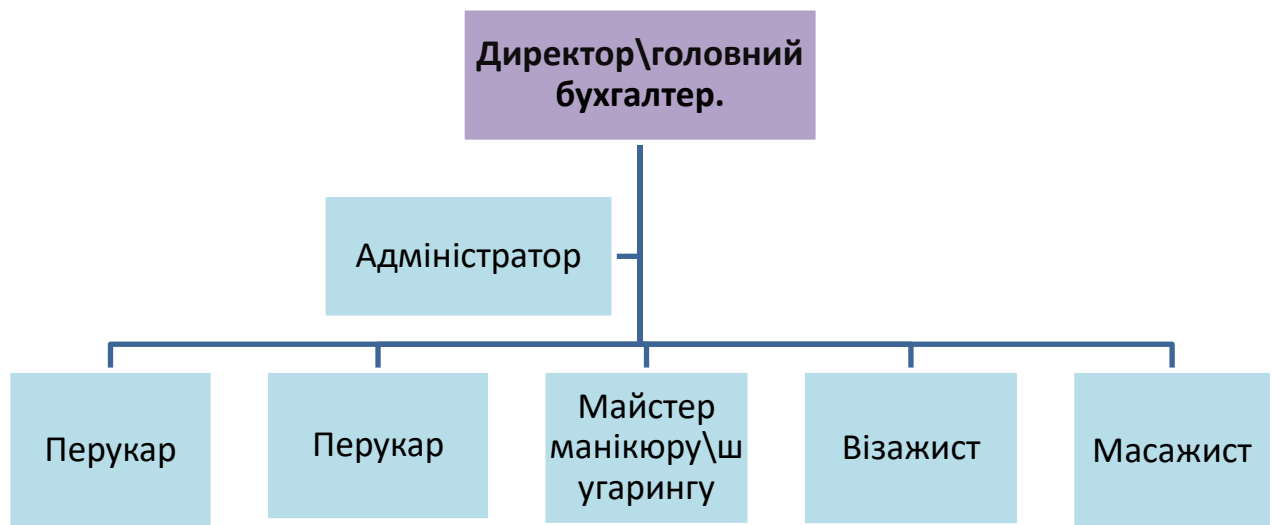 Директор\головний
бухгалтер.
Адміністратор
Перукар
Перукар
Майстер
манікюру\ш
угарингу
Візажист
Масажист